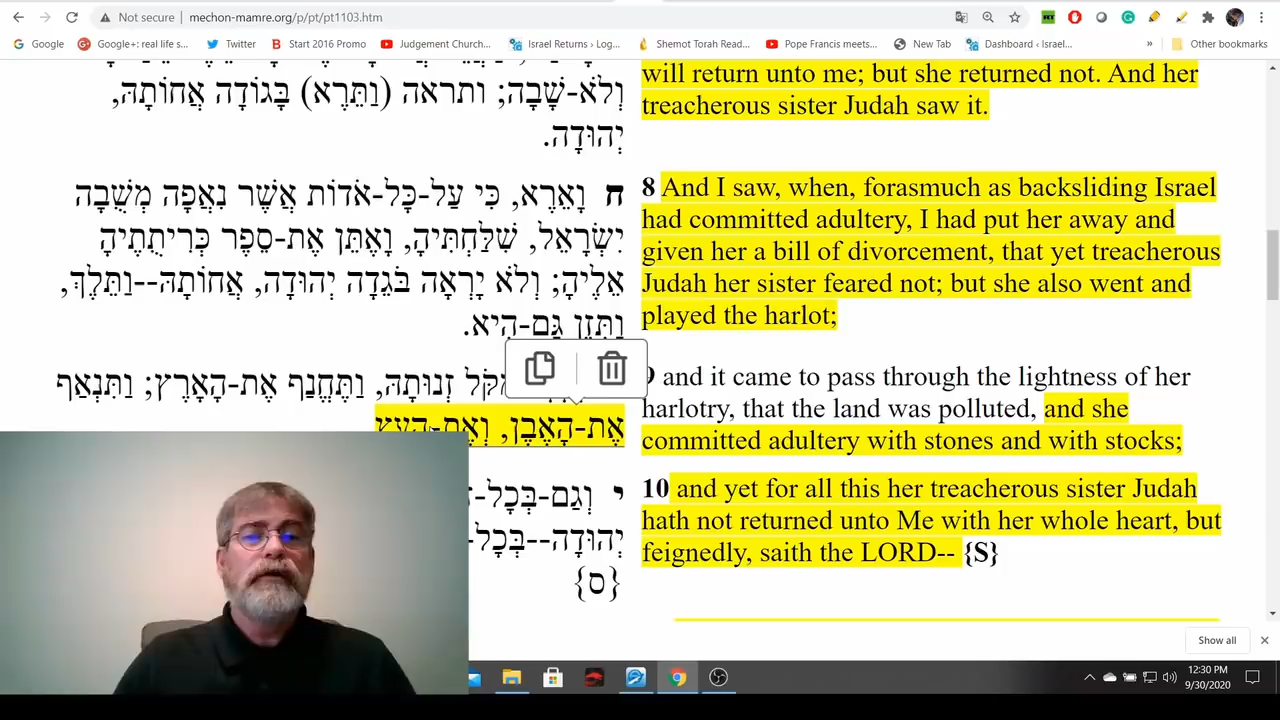 Not secure | mechon-mamre.org/p/pt/pt1103.htm
Google Google+: real life s... Twitter Start 2016 Promo Judgement Church... Israel Returns › Log... Shemot Torah Read... Pope Francis meets... New Tab Dashboard ‹ Israel... » Other bookmarks
וְלֹא-שָׁבָה; ותראה (וַתֵּרֶא) בָּגוֹדָה אֲחוֹתָהּ,
יְהוּדָה.
will return unto me; but she returned not. And her
treacherous sister Judah saw it.
ח וָאֵרֶא, כִּי עַל-כָּל-אֹדוֹת אֲשֶׁר נִאֲפָה מְשֻׁבָה
יִשְׂרָאֵל, שִׁלַּחְתִּיהָ, וָאֶתֵּן אֶת-סֵפֶר כְּרִיתֻתֶיהָ
אֵלֶיהָ; וְלֹא יָרְאָה בֹּגֵדָה יְהוּדָה, אֲחוֹתָהּ--וַתֵּלֶךְ,
וַתִּזֶן גַּם-הִיא.
8 And I saw, when, forasmuch as backsliding Israel
had committed adultery, I had put her away and
given her a bill of divorcement, that yet treacherous
Judah her sister feared not; but she also went and
played the harlot;
זְנוּתָהּ, וַתֶּחֱנַף אֶת-הָאָרֶץ; וַתִּנְאַף
אֶת-הָאֶבֶן, וְאֶת-הָעֵץ
and it came to pass through the lightness of her
harlotry, that the land was polluted, and she
committed adultery with stones and with stocks;
י וְגַם-בְּכָל-
יְהוּדָה--בְּכָל-
{ס}
10 and yet for all this her treacherous sister Judah
hath not returned unto Me with her whole heart, but
feignedly, saith the LORD-- {S}
Show all
12:30 PM
9/30/2020